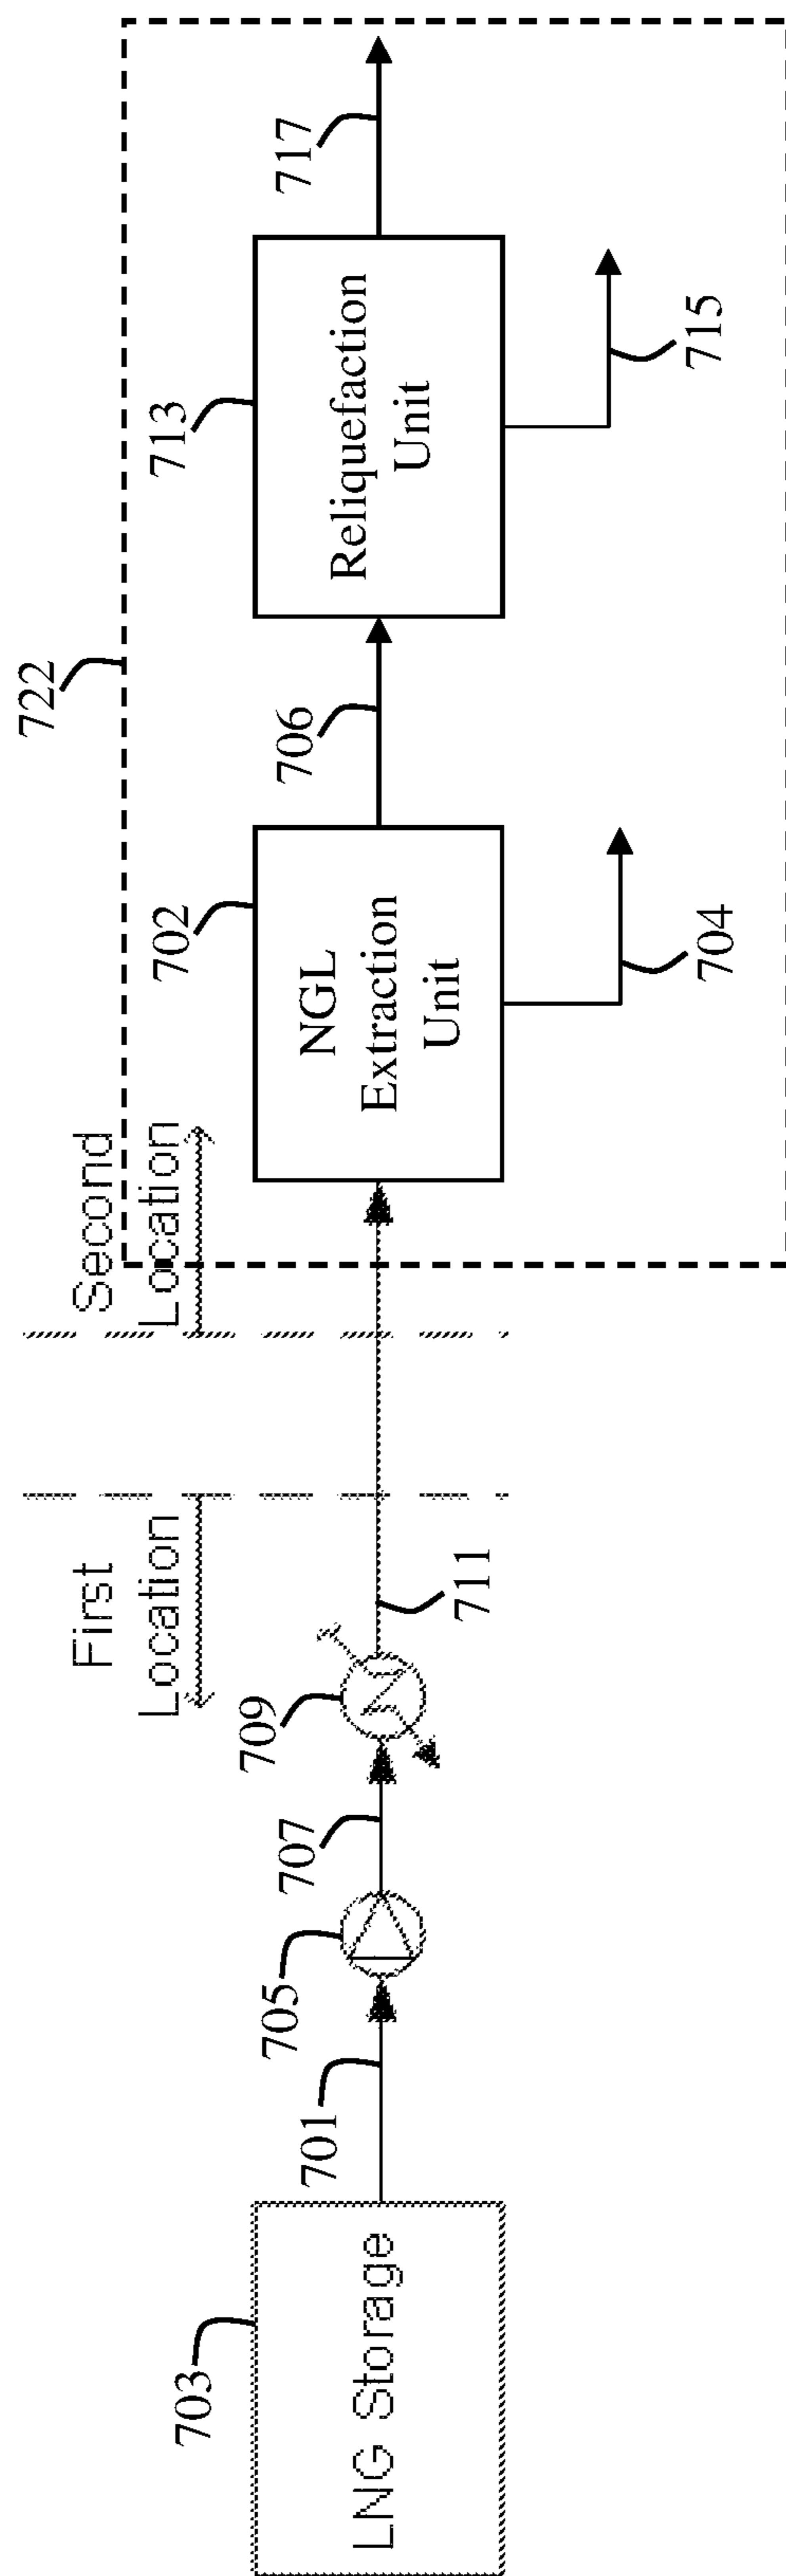 722
First
Location
Second
Location
703
LNG Storage
701
705
707
709
711
702
NGL
Extraction
Unit
704
706
713
Reliquefaction
Unit
715
717